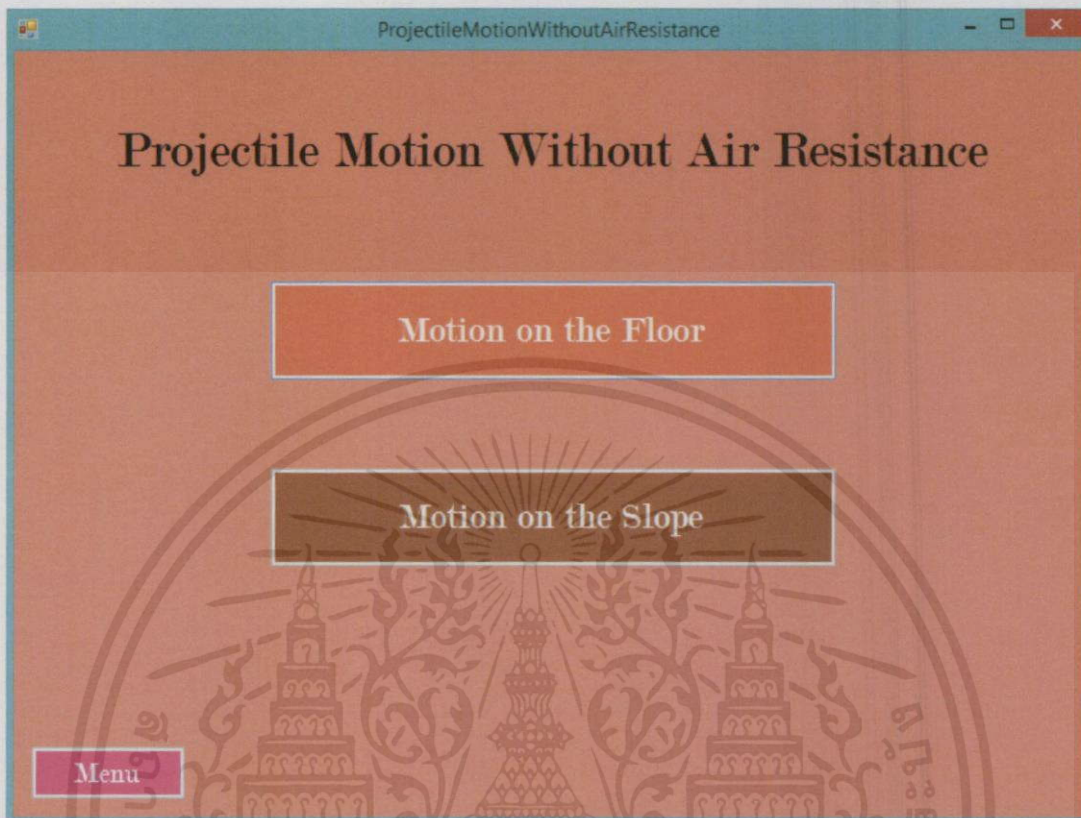 ProjectileMotionWithoutAirResistance
Projectile Motion Without Air Resistance
Motion on the Floor
Motion on the Slope
Menu